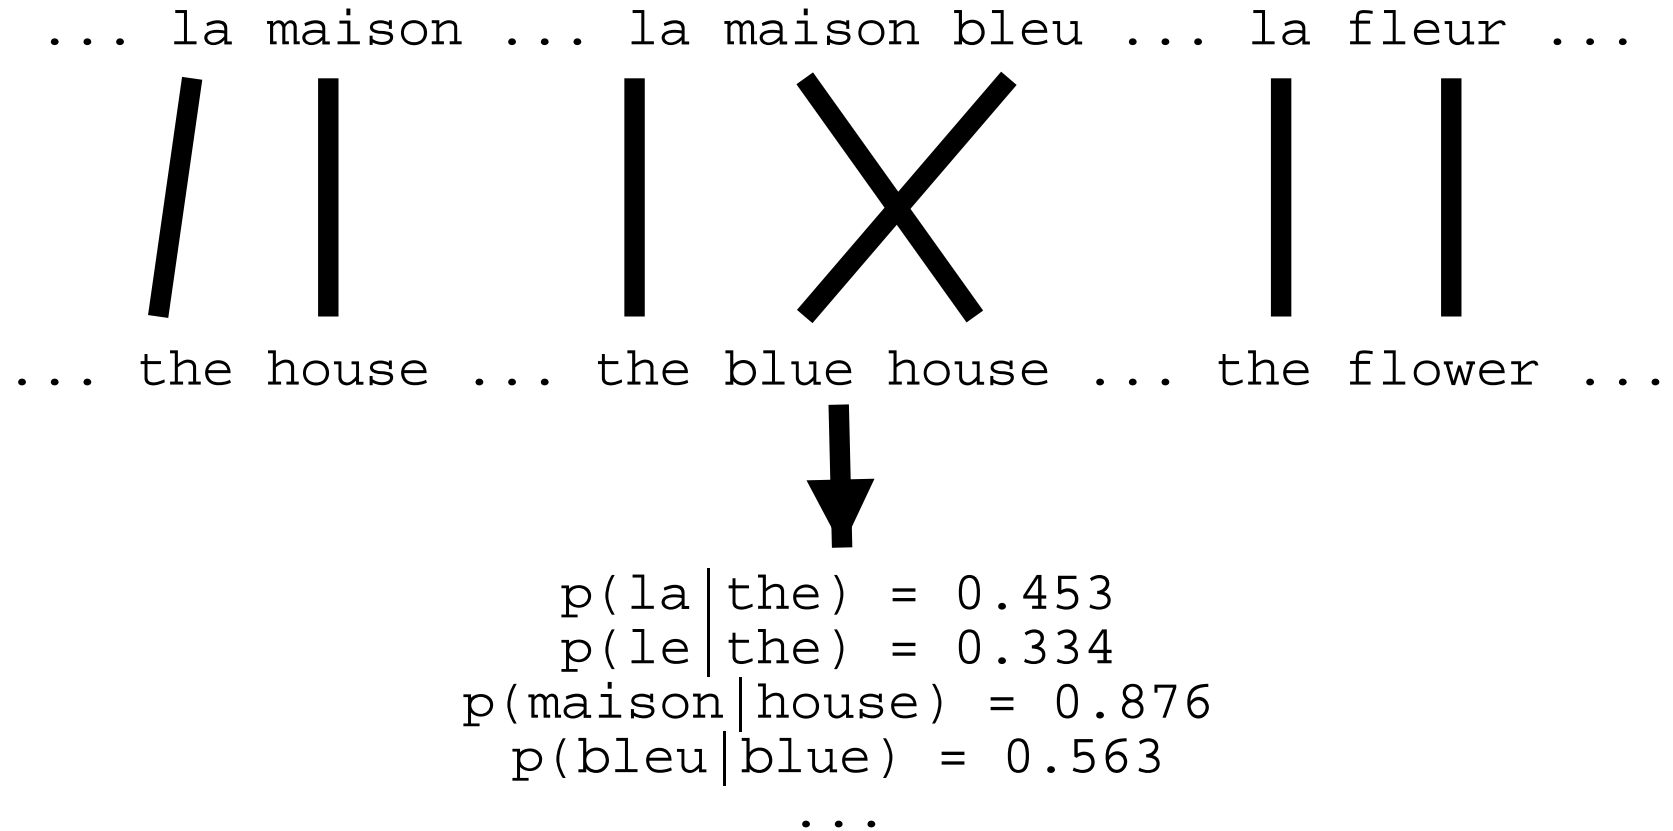 ... la maison ... la maison bleu ... la fleur ...
... the house ... the blue house ... the flower ...
p(la|the) = 0.453
p(le|the) = 0.334
p(maison|house) = 0.876
p(bleu|blue) = 0.563
...